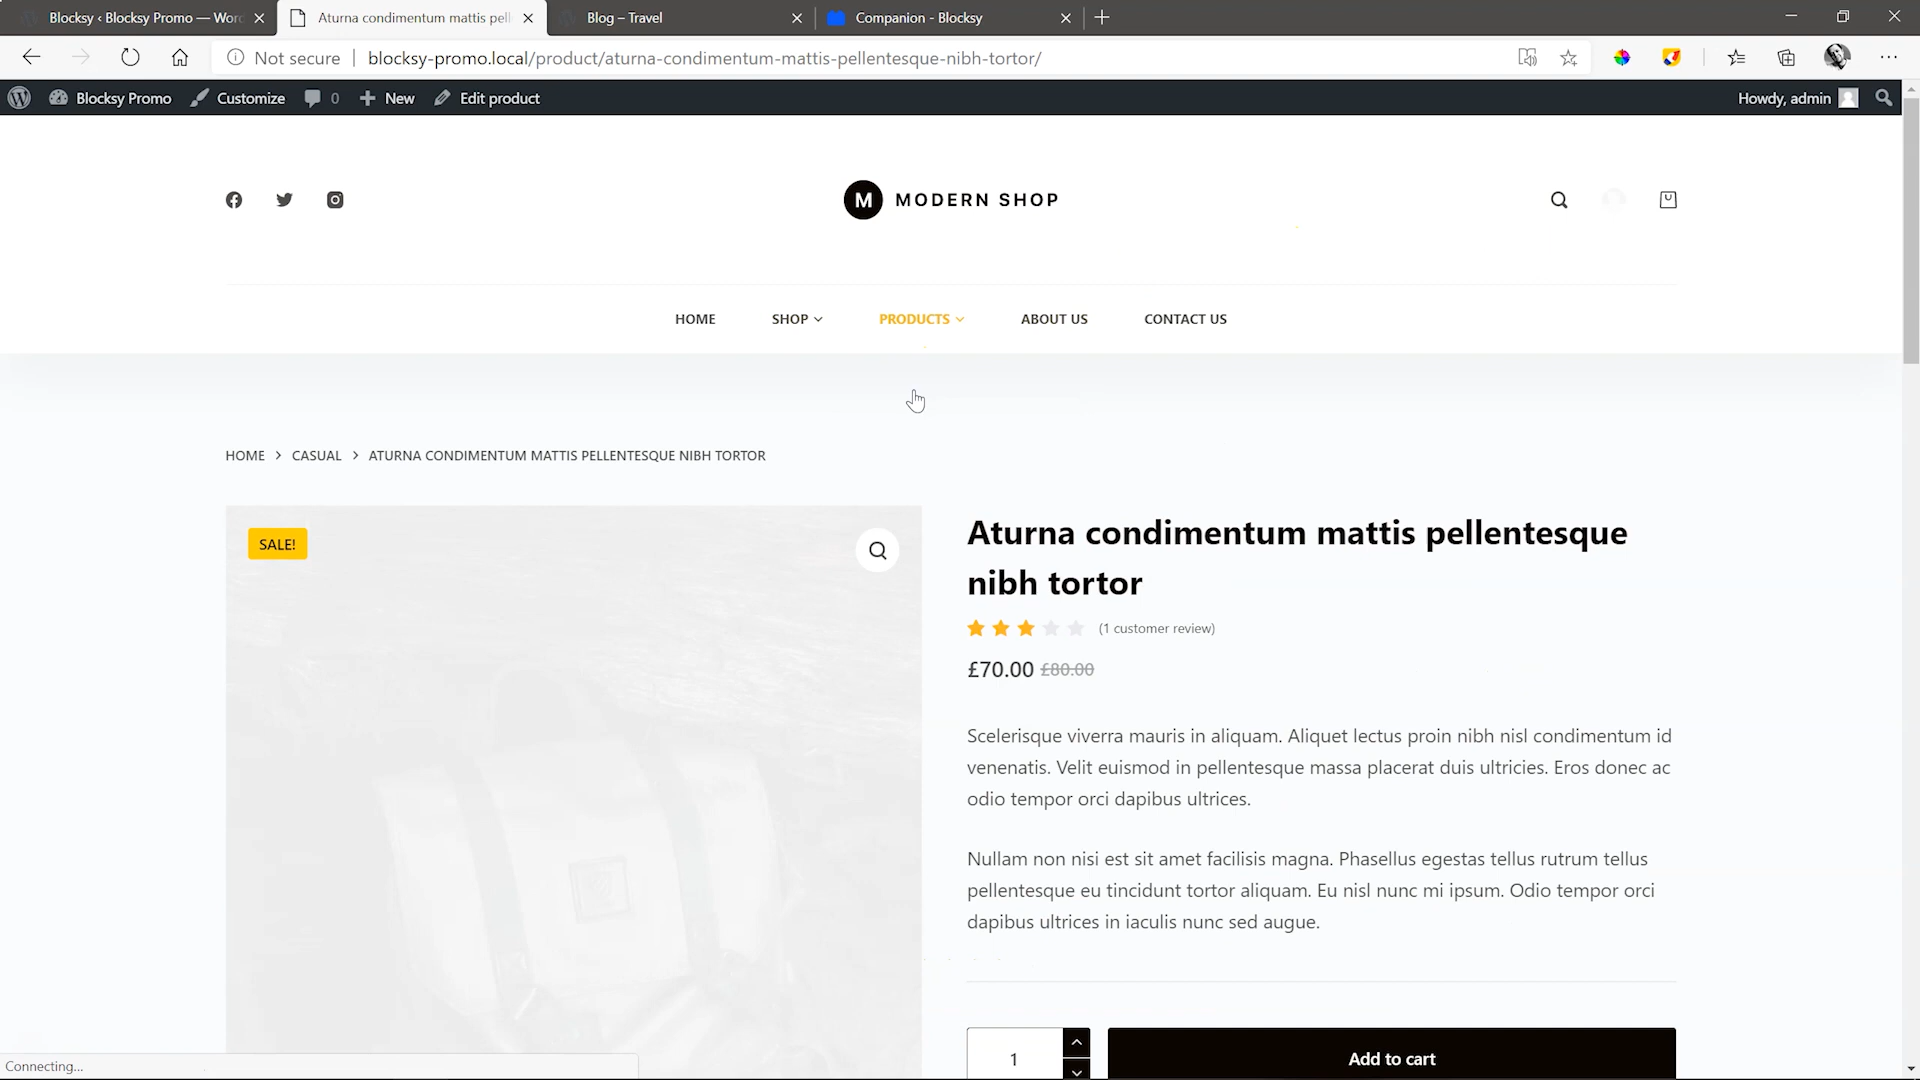 Blocksy ‹ Blocksy Promo — Wor
Aturna condimentum mattis pell
Blog – Travel
Companion - Blocksy
Not secure
blocksy-promo.local/product/aturna-condimentum-mattis-pellentesque-nibh-tortor/
Blocksy Promo
Customize
0
New
Edit product
Howdy, admin
M MODERN SHOP
HOME
SHOP
PRODUCTS
ABOUT US
CONTACT US
HOME > CASUAL > ATURNA CONDIMENTUM MATTIS PELLENTESQUE NIBH TORTOR
SALE!
Aturna condimentum mattis pellentesque
nibh tortor
(1 customer review)
£70.00 £80.00
Scelerisque viverra mauris in aliquam. Aliquet lectus proin nibh nisl condimentum id
venenatis. Velit euismod in pellentesque massa placerat duis ultricies. Eros donec ac
odio tempor orci dapibus ultrices.
Nullam non nisi est sit amet facilisis magna. Phasellus egestas tellus rutrum tellus
pellentesque eu tincidunt tortor aliquam. Eu nisl nunc mi ipsum. Odio tempor orci
dapibus ultrices in iaculis nunc sed augue.
1
Add to cart
Connecting...